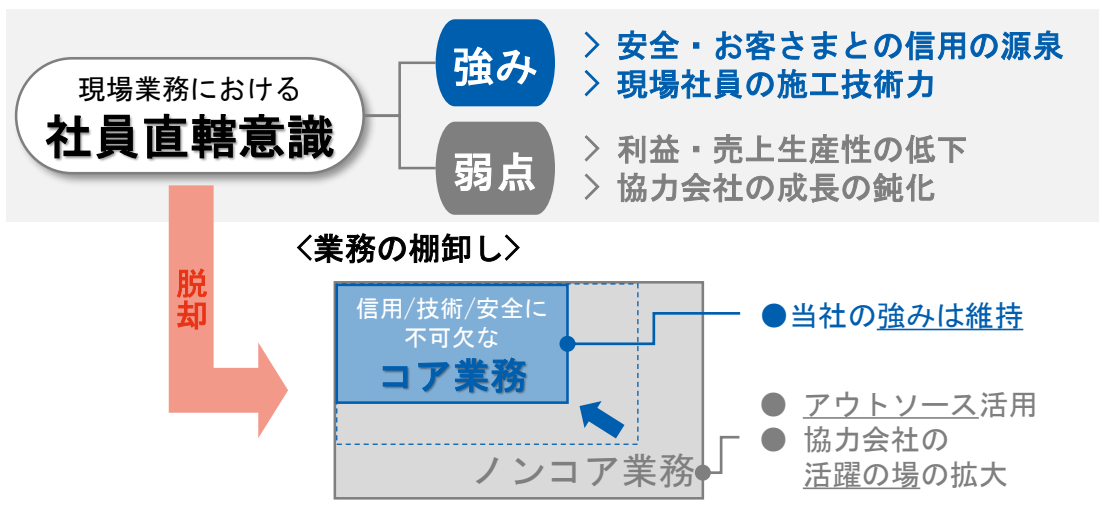 現場業務における
社員直轄意識
強み
> 安全・お客さまとの信用の源泉
> 現場社員の施工技術力
弱点
> 利益・売上生産性の低下
> 協力会社の成長の鈍化
脱却
<業務の棚卸し>
信用/技術/安全に
不可欠な
コア業務
ノンコア業務
●当社の強みは維持
● アウトソース活用
● 協力会社の
活躍の場の拡大